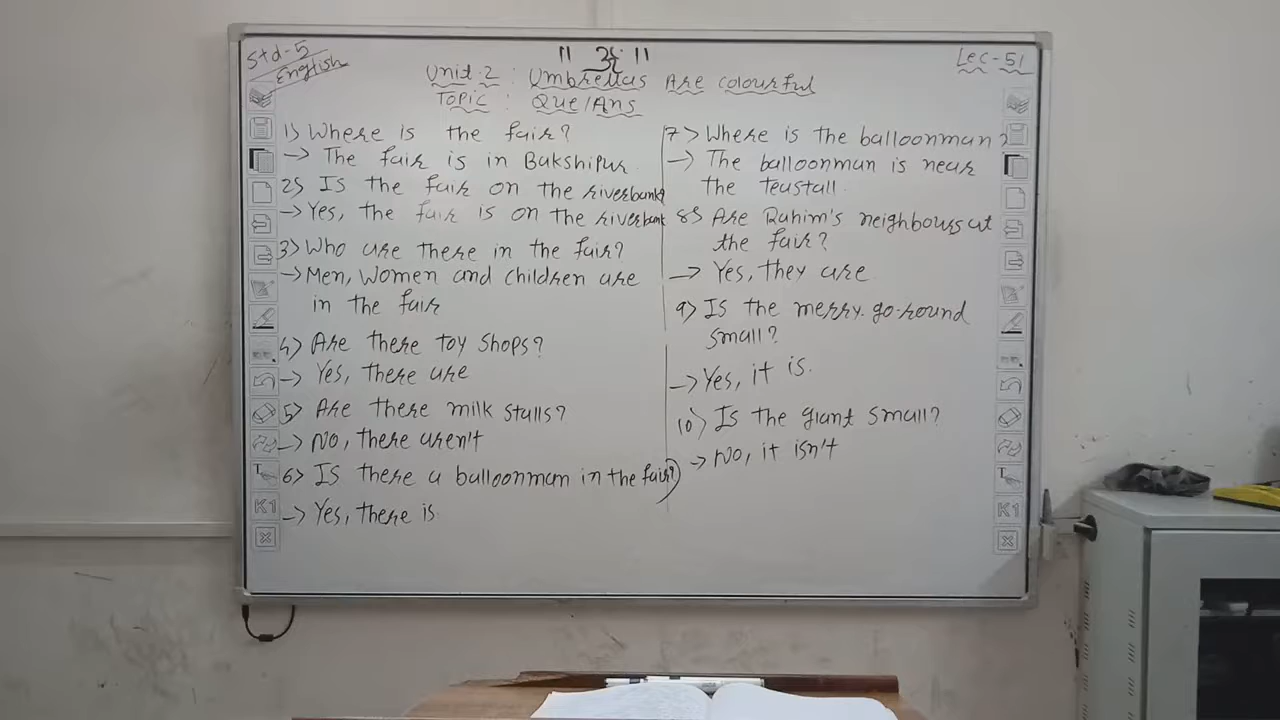 Std-5
English
Lec-51
Unit-2 : Umbrellas Are colourful
Topic : Que/Ans
1) Where is the fair?
→ The fair is in Bakshipur.
2) Is the fair on the riverbank?
→ Yes, the fair is on the riverbank
3) Who are there in the fair?
→ Men, Women and children are
in the fair
4) Are there toy shops?
→ Yes, there are
5) Are there milk stalls?
→ No, there aren't
6) Is there a balloonman in the fair?
→ Yes, there is.
7) Where is the balloonman?
→ The balloonman is near
the teastall.
8) Are Rahim's neighbours at
the fair?
→ Yes, they are.
9) Is the merry-go-round
small?
→ Yes, it is.
10) Is the giant small?
→ No, it isn't
T
K1
T
K1